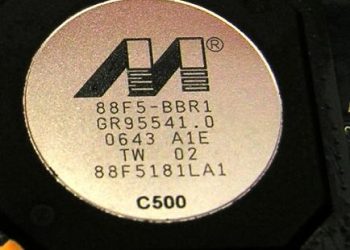 ®
88F5-BBR1
GR95541.0
0643 A1E
TW 02
88F5181LA1
C500